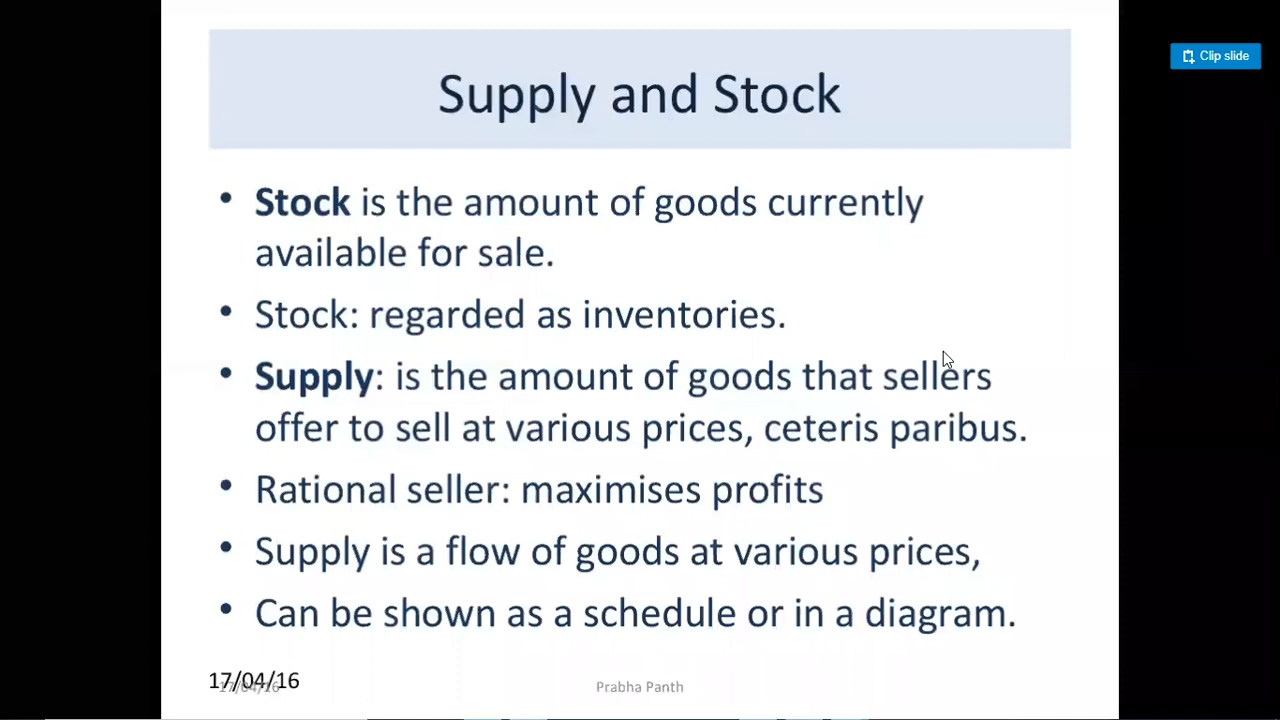 Clip slide
Supply and Stock
• Stock is the amount of goods currently
available for sale.
• Stock: regarded as inventories.
• Supply: is the amount of goods that sellers
offer to sell at various prices, ceteris paribus.
• Rational seller: maximises profits
• Supply is a flow of goods at various prices,
• Can be shown as a schedule or in a diagram.
17/04/16
17/04/16
Prabha Panth